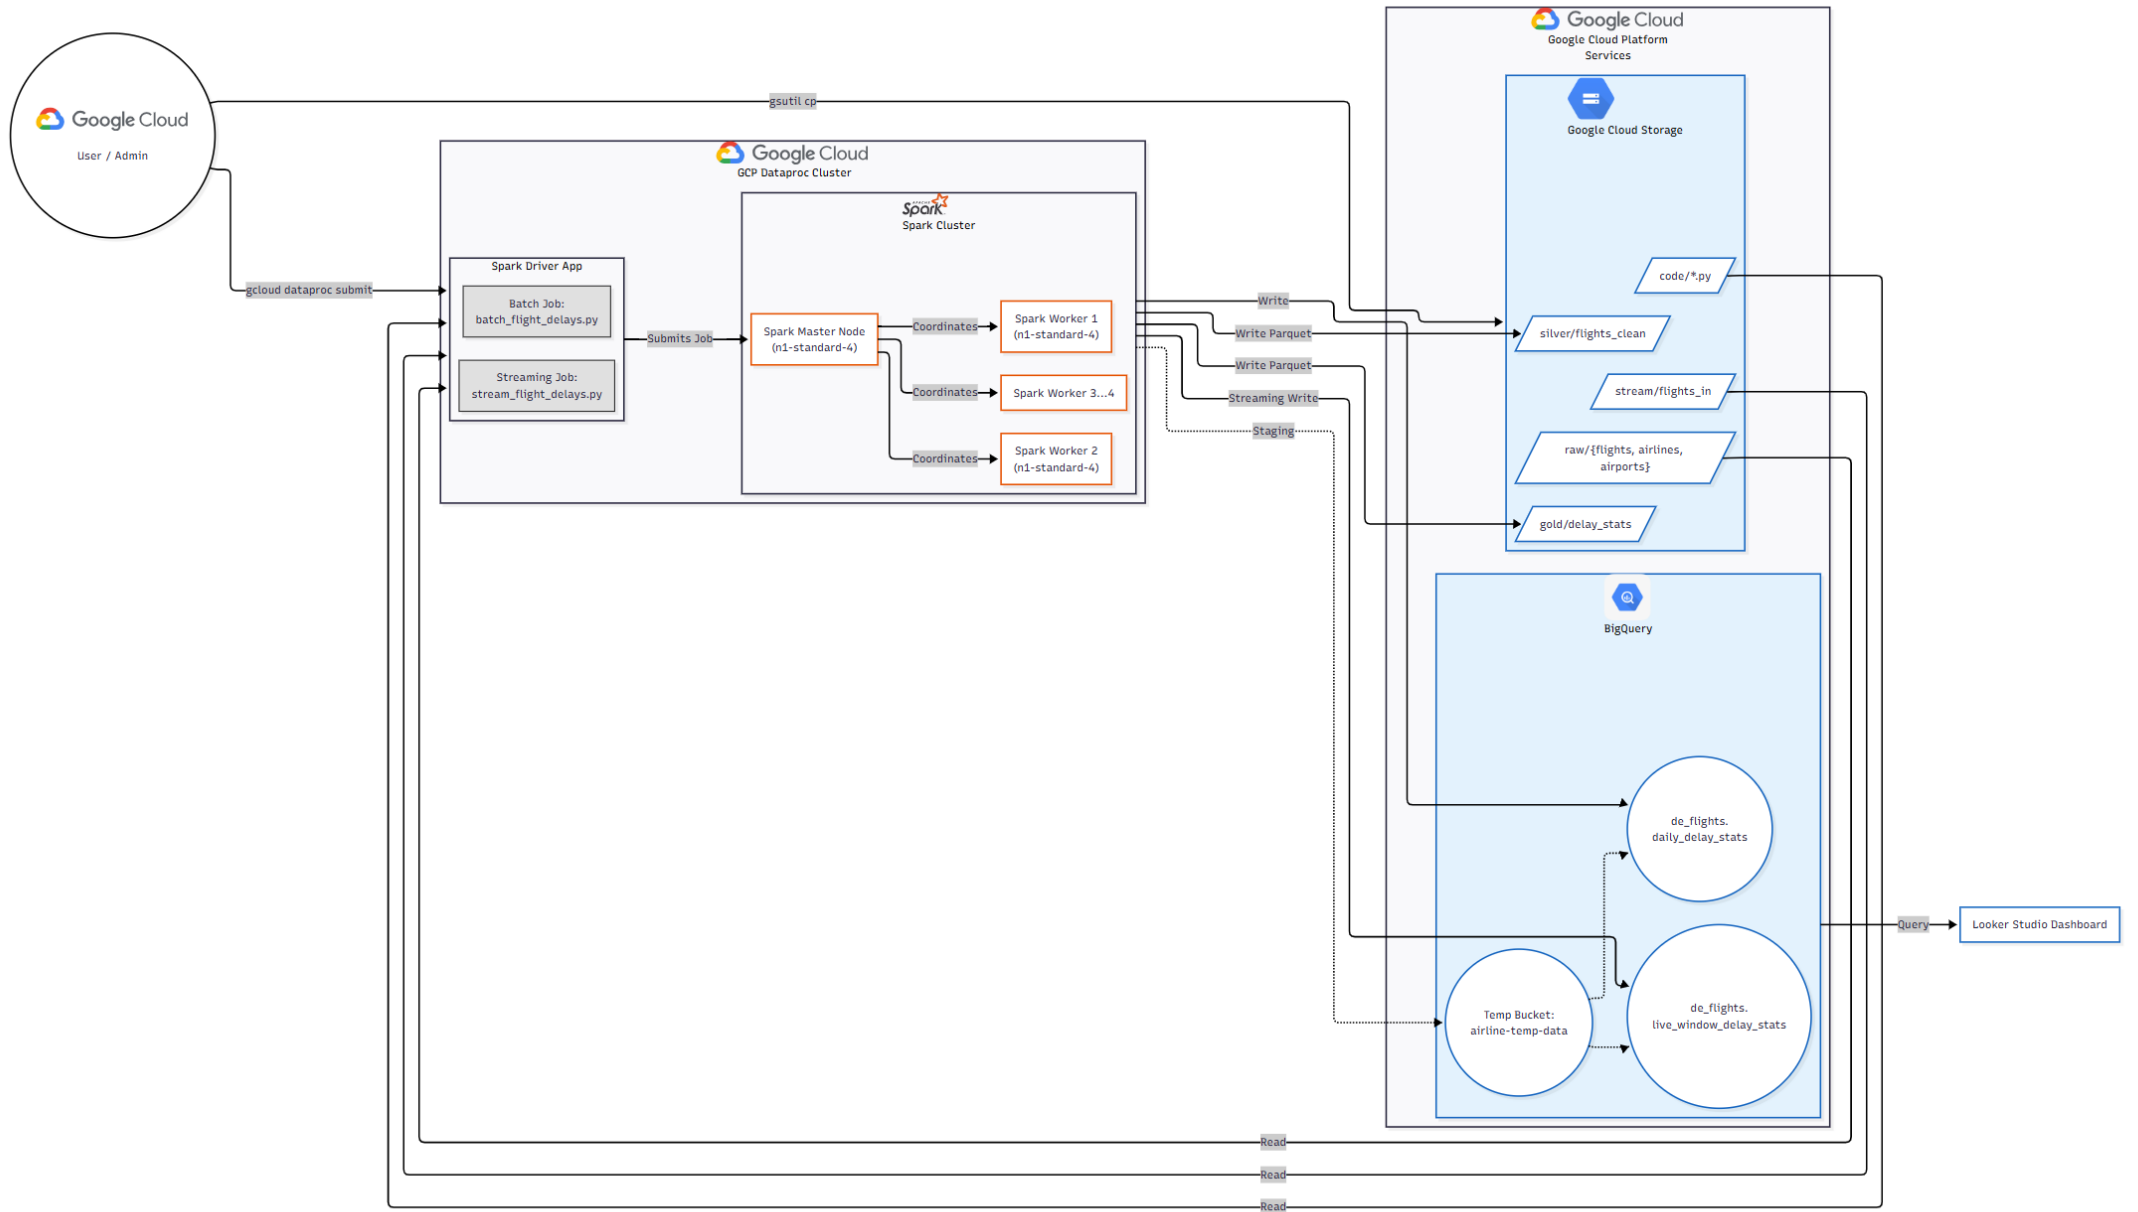 Google Cloud
User / Admin
gsutil cp
gcloud dataproc submit
Google Cloud
GCP Dataproc Cluster
Spark Driver App
Batch Job:
batch_flight_delays.py
Streaming Job:
stream_flight_delays.py
Submits Job
APACHE
Spark
Spark Cluster
Spark Master Node
(n1-standard-4)
Coordinates
Coordinates
Coordinates
Spark Worker 1
(n1-standard-4)
Spark Worker 3...4
Spark Worker 2
(n1-standard-4)
Write
Write Parquet
Write Parquet
Streaming Write
Staging
Google Cloud
Google Cloud Platform
Services
Google Cloud Storage
code/*.py
silver/flights_clean
stream/flights_in
raw/{flights, airlines,
airports}
gold/delay_stats
BigQuery
de_flights.
daily_delay_stats
Temp Bucket:
airline-temp-data
de_flights.
live_window_delay_stats
Query
Looker Studio Dashboard
Read
Read
Read